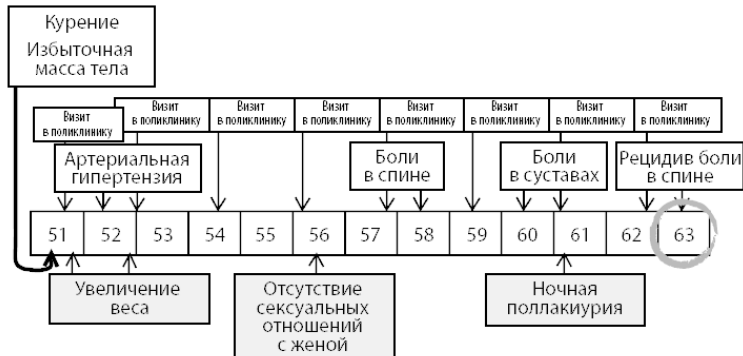 Курение
Избыточная
масса тела
Визит
в поликлинику
Визит
в поликлинику
Визит
в поликлинику
Визит
в поликлинику
Визит
в поликлинику
Визит
в поликлинику
Визит
в поликлинику
Визит
в поликлинику
Артериальная
гипертензия
Боли
в спине
Боли
в суставах
Рецидив боли
в спине
51 52 53 54 55 56 57 58 59 60 61 62 63
Увеличение
веса
Отсутствие
сексуальных
отношений
с женой
Ночная
поллакиурия